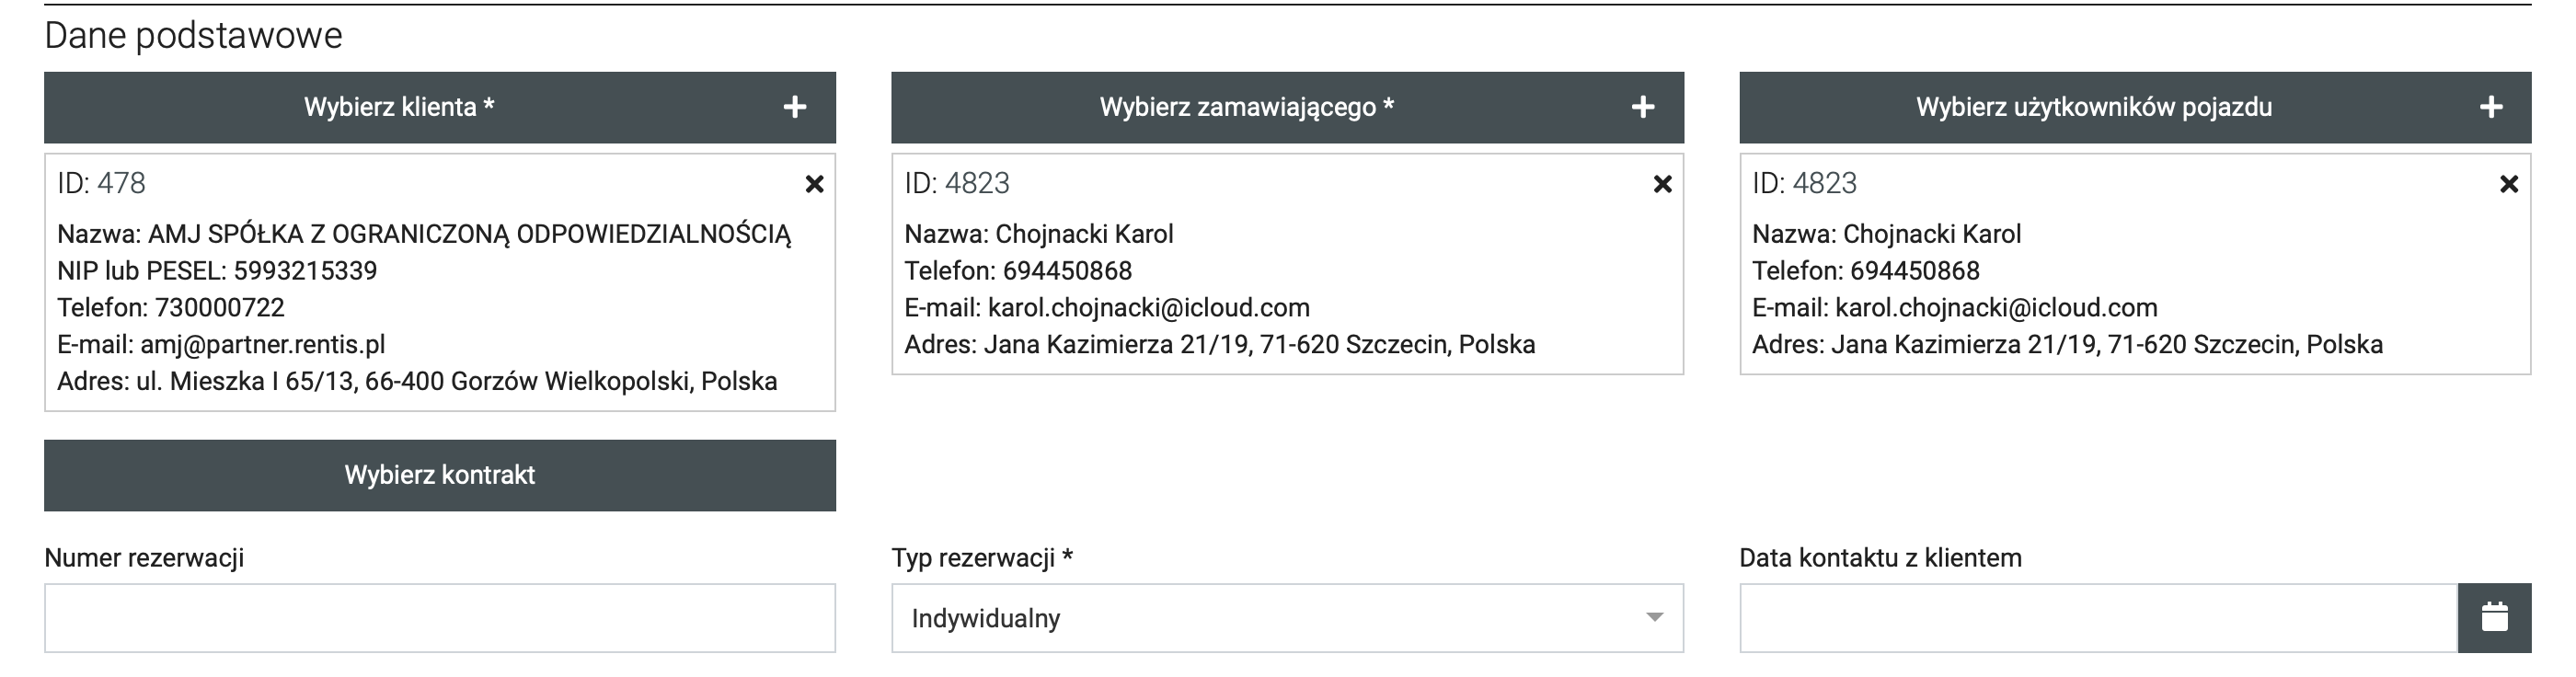 Dane podstawowe
Wybierz klienta *
ID: 478
Nazwa: AMJ SPÓŁKA Z OGRANICZONĄ ODPOWIEDZIALNOŚCIĄ
NIP lub PESEL: 5993215339
Telefon: 730000722
E-mail: amj@partner.rentis.pl
Adres: ul. Mieszka I 65/13, 66-400 Gorzów Wielkopolski, Polska
Wybierz zamawiającego *
ID: 4823
Nazwa: Chojnacki Karol
Telefon: 694450868
E-mail: karol.chojnacki@icloud.com
Adres: Jana Kazimierza 21/19, 71-620 Szczecin, Polska
Wybierz użytkowników pojazdu
ID: 4823
Nazwa: Chojnacki Karol
Telefon: 694450868
E-mail: karol.chojnacki@icloud.com
Adres: Jana Kazimierza 21/19, 71-620 Szczecin, Polska
Wybierz kontrakt
Numer rezerwacji
Typ rezerwacji *
Indywidualny
Data kontaktu z klientem